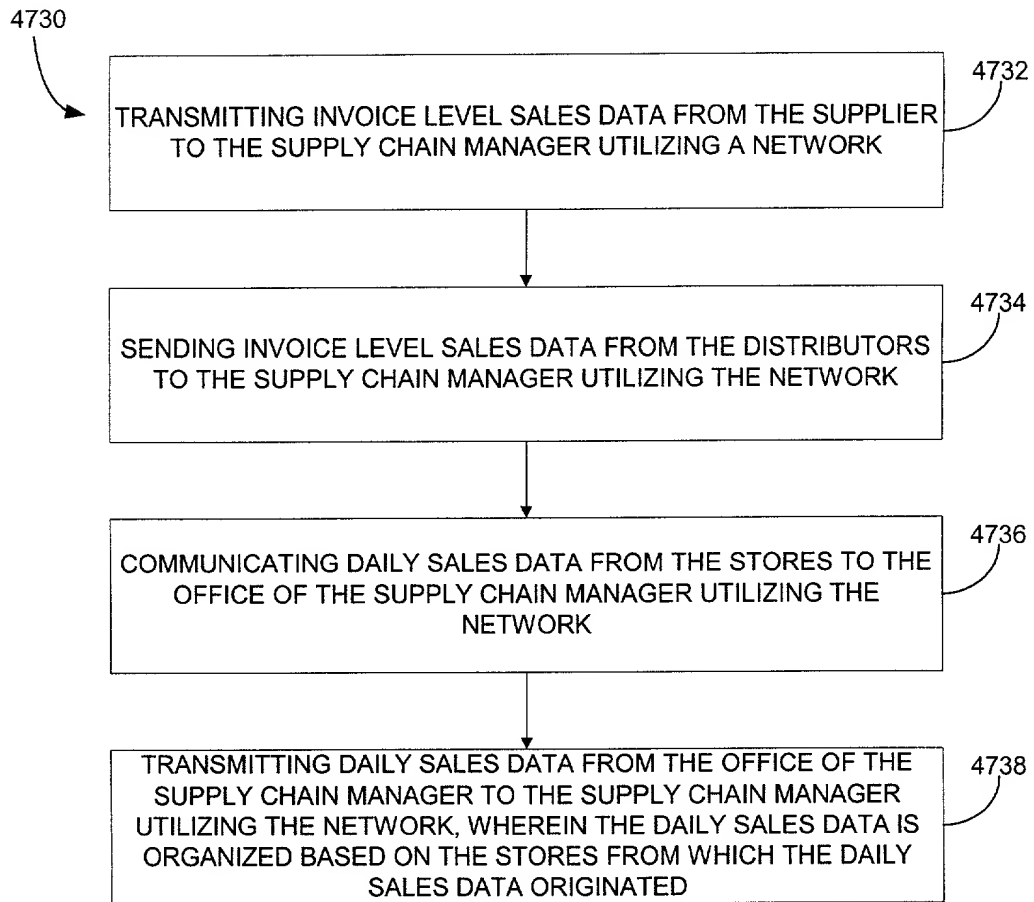 4730
4732
TRANSMITTING INVOICE LEVEL SALES DATA FROM THE SUPPLIER
TO THE SUPPLY CHAIN MANAGER UTILIZING A NETWORK
4734
SENDING INVOICE LEVEL SALES DATA FROM THE DISTRIBUTORS
TO THE SUPPLY CHAIN MANAGER UTILIZING THE NETWORK
4736
COMMUNICATING DAILY SALES DATA FROM THE STORES TO THE
OFFICE OF THE SUPPLY CHAIN MANAGER UTILIZING THE
NETWORK
4738
TRANSMITTING DAILY SALES DATA FROM THE OFFICE OF THE
SUPPLY CHAIN MANAGER TO THE SUPPLY CHAIN MANAGER
UTILIZING THE NETWORK, WHEREIN THE DAILY SALES DATA IS
ORGANIZED BASED ON THE STORES FROM WHICH THE DAILY
SALES DATA ORIGINATED